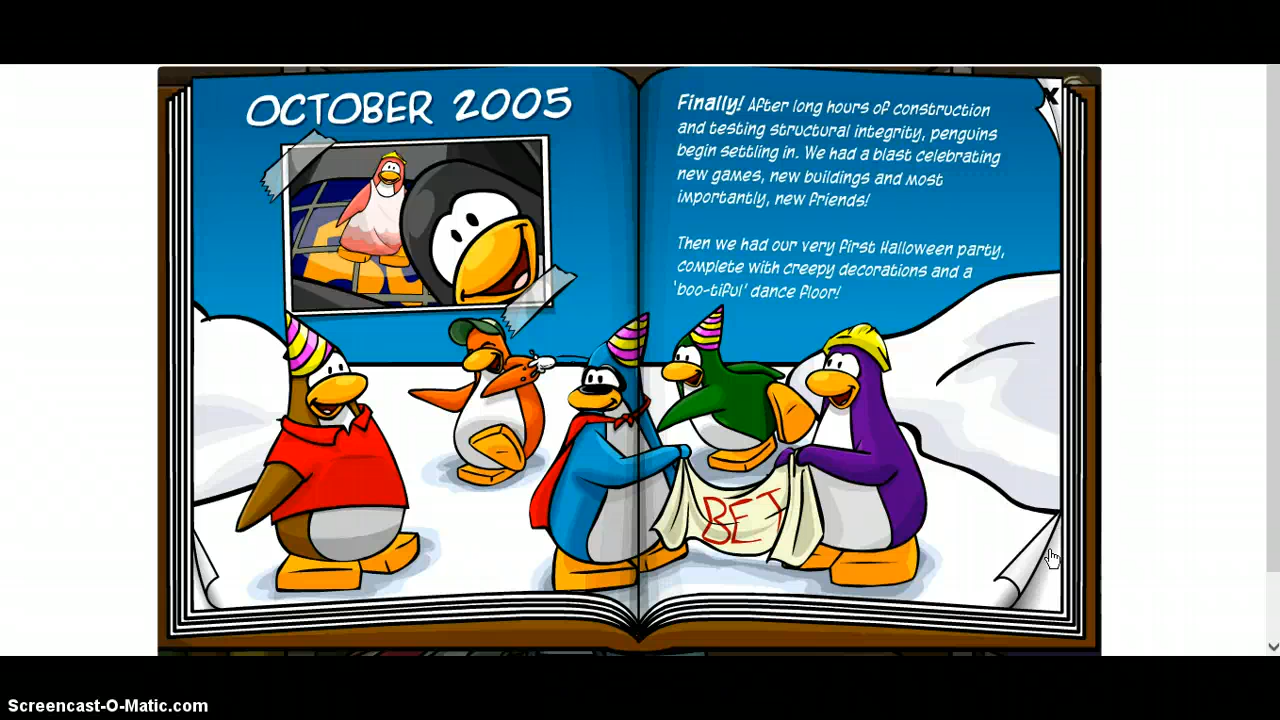 OCTOBER 2005
Finally! After long hours of construction
and testing structural integrity, penguins
begin settling in. We had a blast celebrating
new games, new buildings and most
importantly, new friends!
Then we had our very first Halloween party,
complete with creepy decorations and a
'boo-tiful' dance floor!
BET
Screencast-O-Matic.com